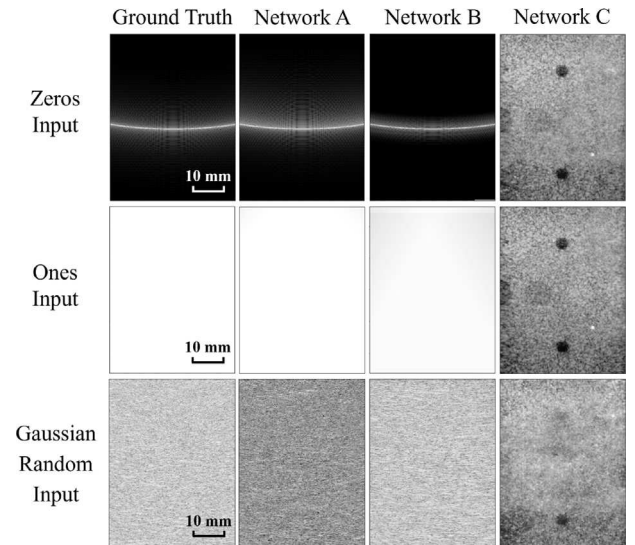 Ground Truth Network A Network B Network C
Zeros
Input
10 mm
Ones
Input
10 mm
Gaussian
Random
Input
10 mm